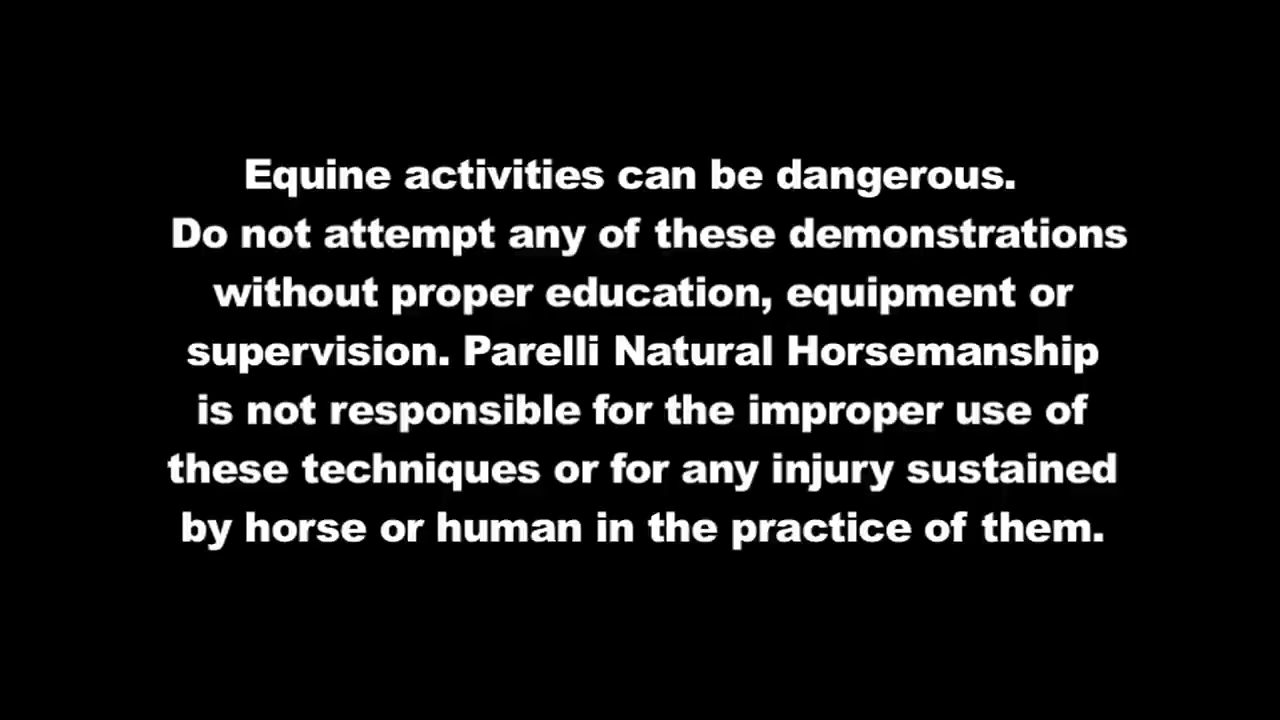 Equine activities can be dangerous.
Do not attempt any of these demonstrations
without proper education, equipment or
supervision. Parelli Natural Horsemanship
is not responsible for the improper use of
these techniques or for any injury sustained
by horse or human in the practice of them.